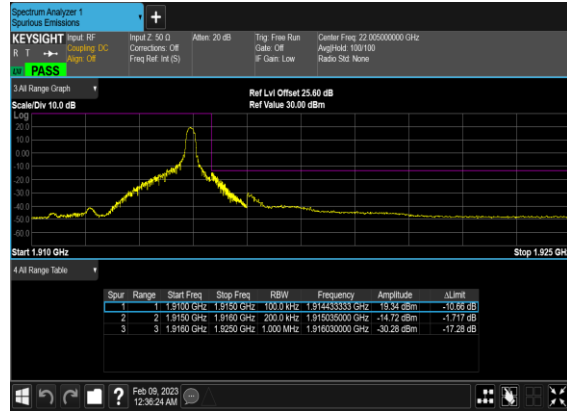 Spectrum Analyzer 1
Spurious Emissions
KEYSIGHT Input: RF Input Z: 50 Ω Atten: 20 dB Trig: Free Run Center Freq: 22.005000000 GHz
R T Coupling: DC Corrections: Off Gate: Off Avg|Hold: 100/100
Align: Off Freq Ref: Int (S) IF Gain: Low Radio Std: None
PASS
3 All Range Graph
Ref Lvl Offset 25.60 dB
Scale/Div 10.0 dB Ref Value 30.00 dBm
Log
20.0
10.0
0.00
-10.0
-20.0
-30.0
-40.0
-50.0
-60.0
Start 1.910 GHz Stop 1.925 GH
4 All Range Table
Spur Range Start Freq Stop Freq RBW Frequency Amplitude ΔLimit
1 1 1.9100 GHz 1.9150 GHz 100.0 kHz 1.914433333 GHz 19.34 dBm -10.66 dB
2 2 1.9150 GHz 1.9160 GHz 200.0 kHz 1.915035000 GHz -14.72 dBm -1.717 dB
3 3 1.9160 GHz 1.9250 GHz 1.000 MHz 1.916030000 GHz -30.28 dBm -17.28 dB
Feb 09, 2023
12:36:24 AM